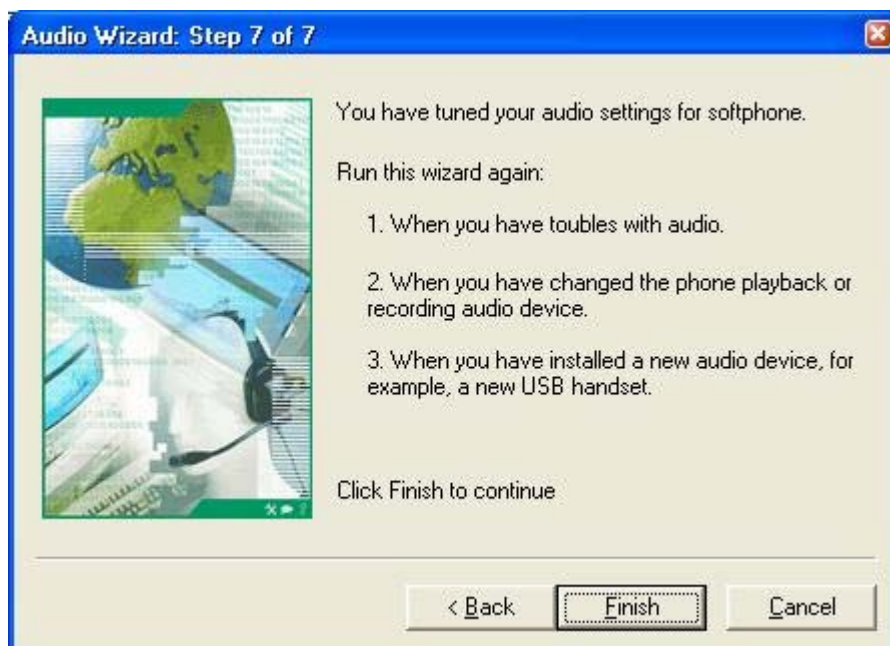 Audio Wizard: Step 7 of 7
You have tuned your audio settings for softphone.
Run this wizard again:
1. When you have toubles with audio.
2. When you have changed the phone playback or
recording audio device.
3. When you have installed a new audio device, for
example, a new USB handset.
Click Finish to continue
< Back
Finish
Cancel